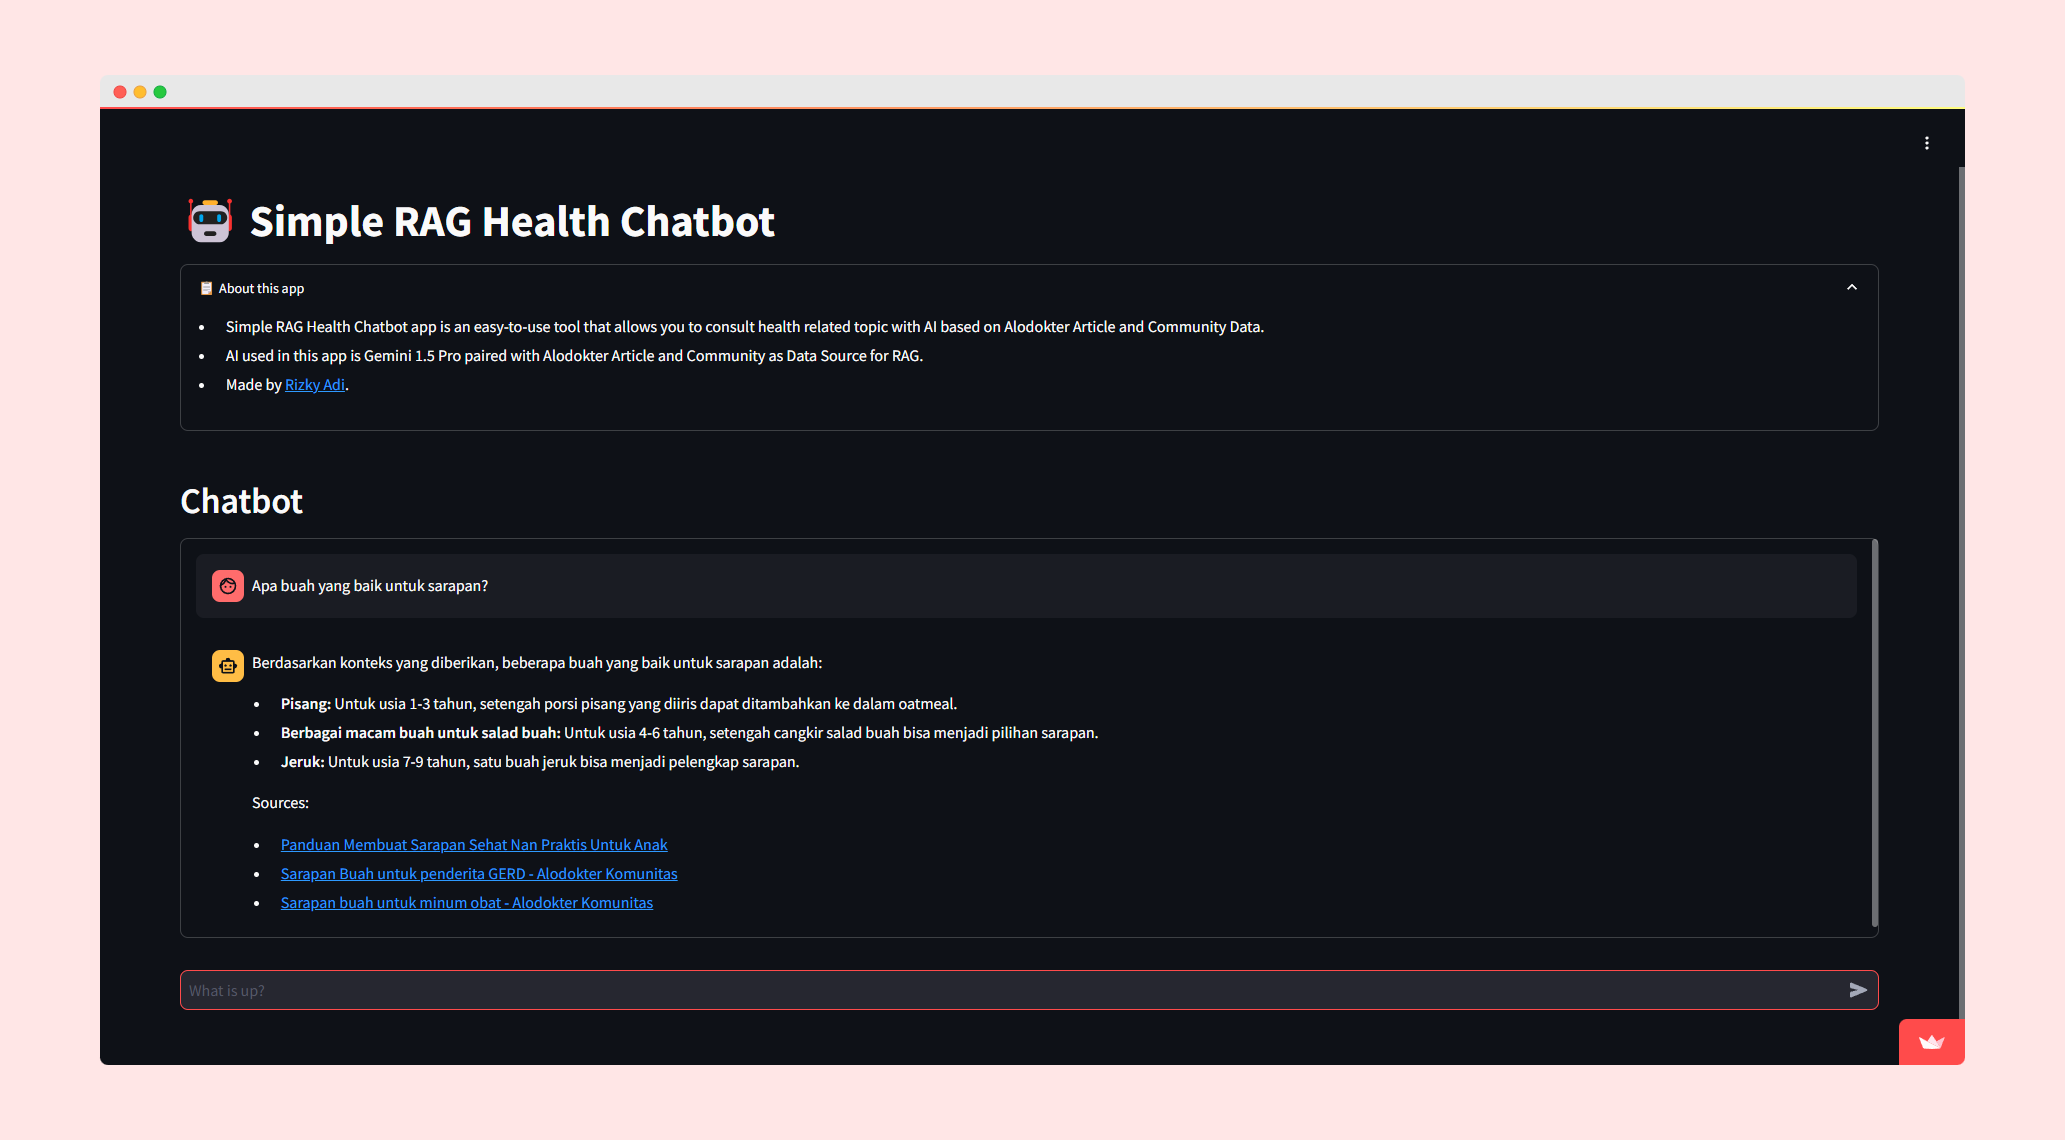 Simple RAG Health Chatbot
About this app
Simple RAG Health Chatbot app is an easy-to-use tool that allows you to consult health related topic with AI based on Alodokter Article and Community Data.
AI used in this app is Gemini 1.5 Pro paired with Alodokter Article and Community as Data Source for RAG.
Made by Rizky Adi.
Chatbot
Apa buah yang baik untuk sarapan?
Berdasarkan konteks yang diberikan, beberapa buah yang baik untuk sarapan adalah:
Pisang: Untuk usia 1-3 tahun, setengah porsi pisang yang diiris dapat ditambahkan ke dalam oatmeal.
Berbagai macam buah untuk salad buah: Untuk usia 4-6 tahun, setengah cangkir salad buah bisa menjadi pilihan sarapan.
Jeruk: Untuk usia 7-9 tahun, satu buah jeruk bisa menjadi pelengkap sarapan.
Sources:
Panduan Membuat Sarapan Sehat Nan Praktis Untuk Anak
Sarapan Buah untuk penderita GERD - Alodokter Komunitas
Sarapan buah untuk minum obat - Alodokter Komunitas
What is up?